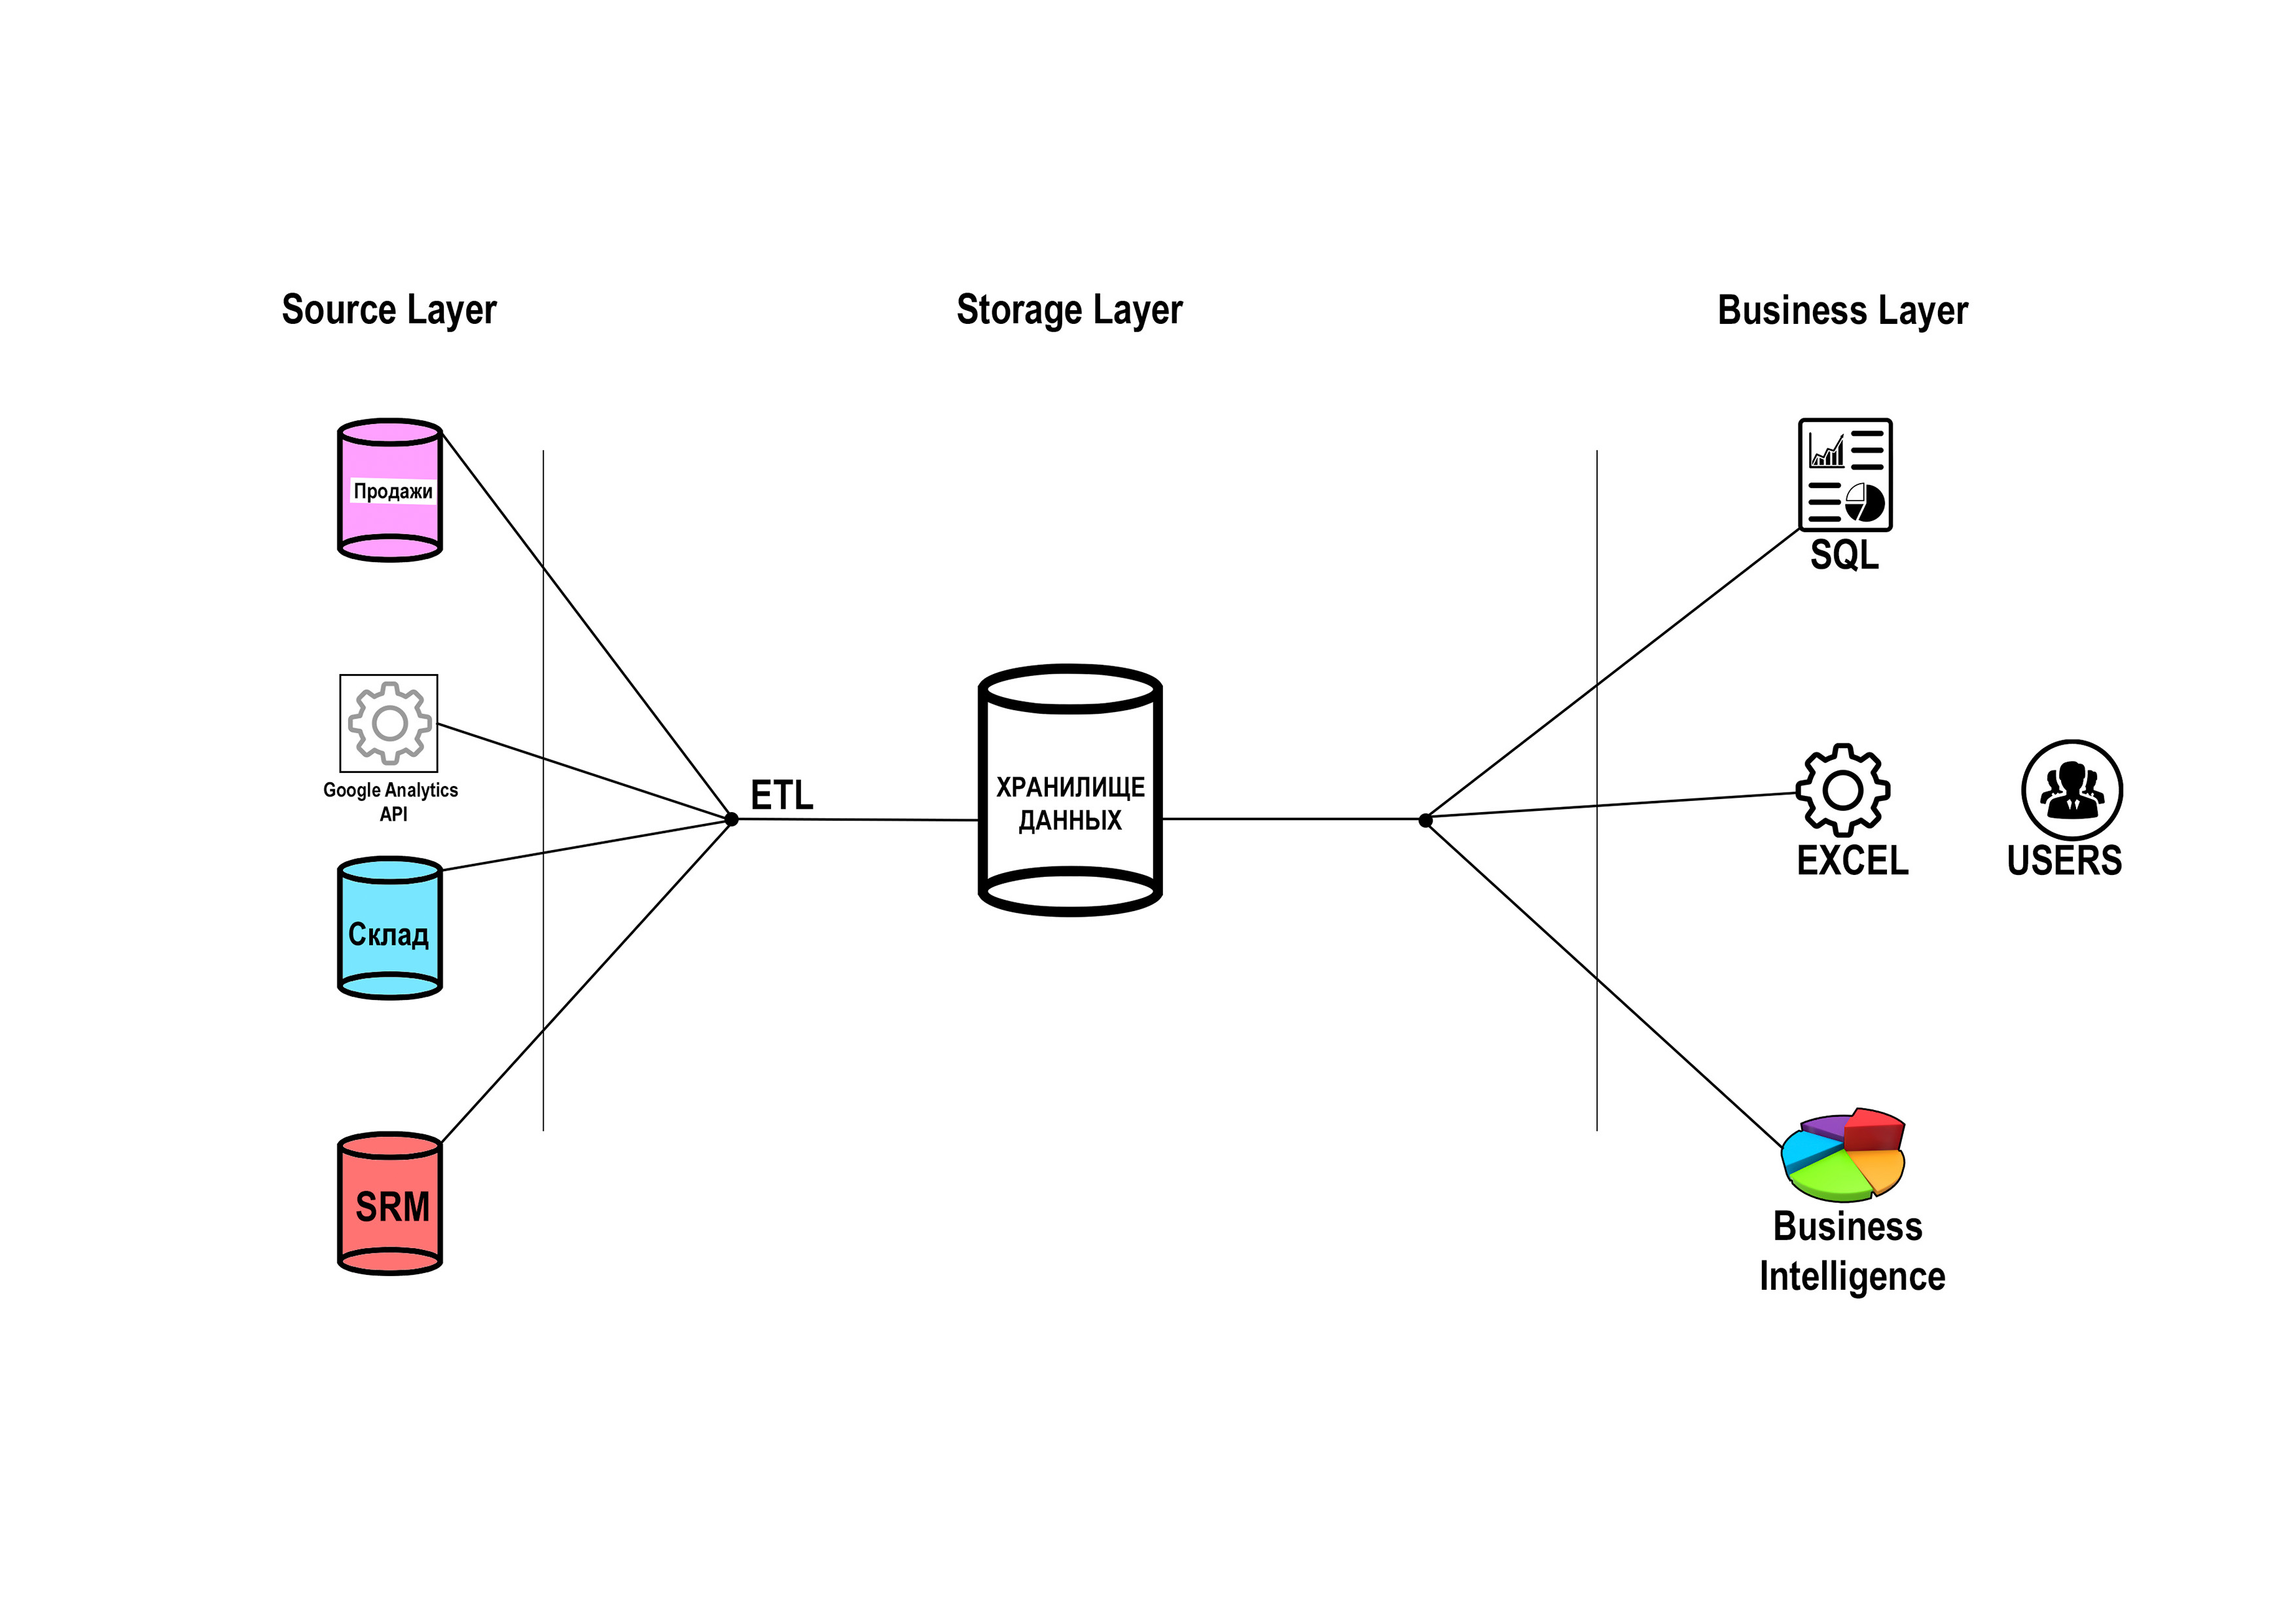 Source Layer
Storage Layer
Business Layer
Продажи
SQL
Google Analytics
API
ETL
ХРАНИЛИЩЕ
ДАННЫХ
EXCEL
USERS
Склад
SRM
Business
Intelligence